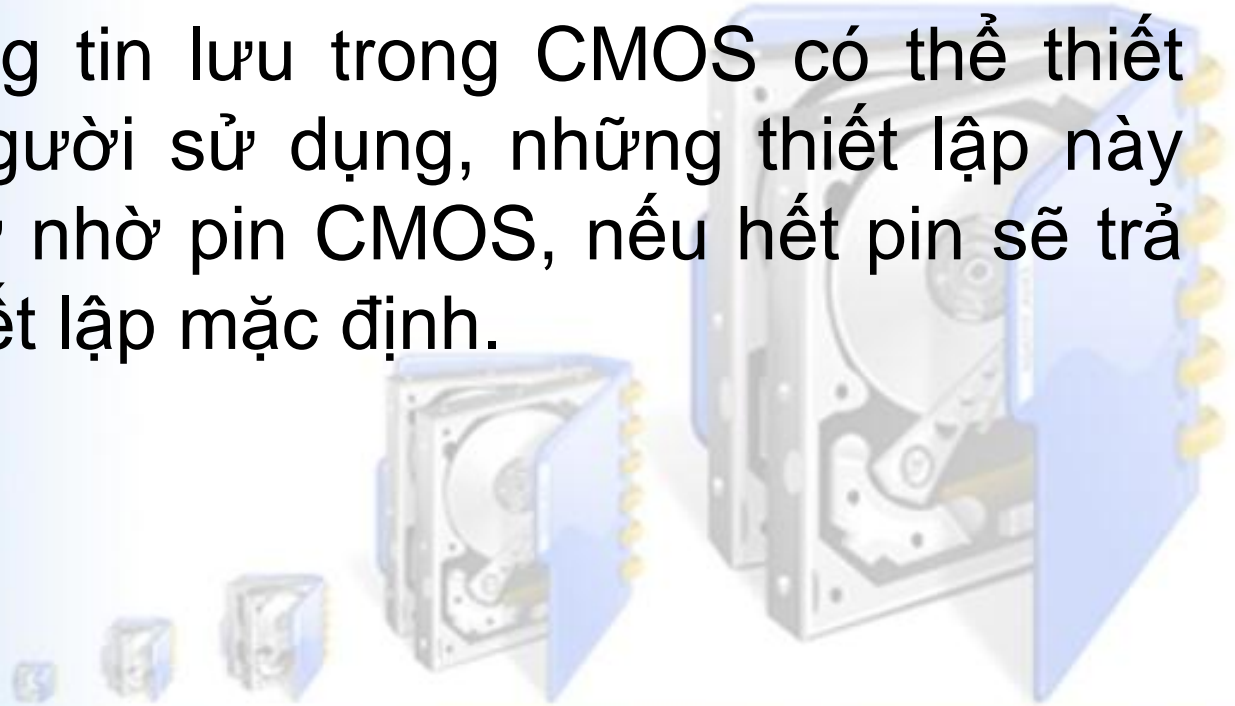 g tin lưu trong CMOS có thể thiết
gười sử dụng, những thiết lập này
nhờ pin CMOS, nếu hết pin sẽ trả
ết lập mặc định.